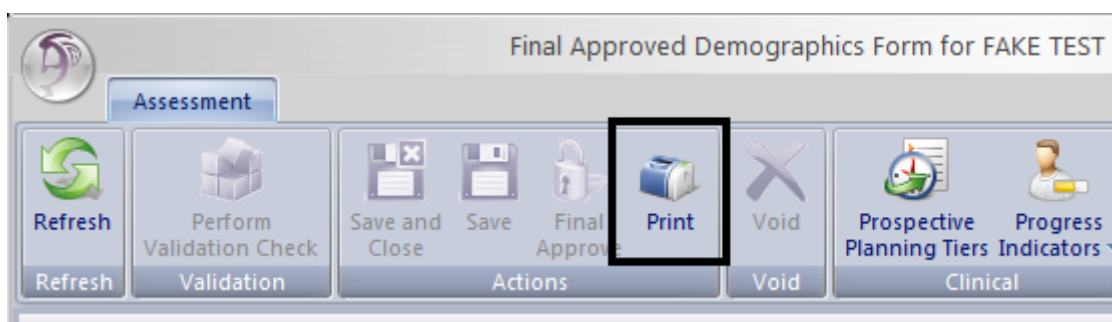 Final Approved Demographics Form for FAKE TEST
Assessment
Refresh
Perform
Validation Check
Save and
Close
Save
Final
Approve
Print
Void
Prospective
Planning Tiers
Progress
Indicators
Refresh
Validation
Actions
Void
Clinical